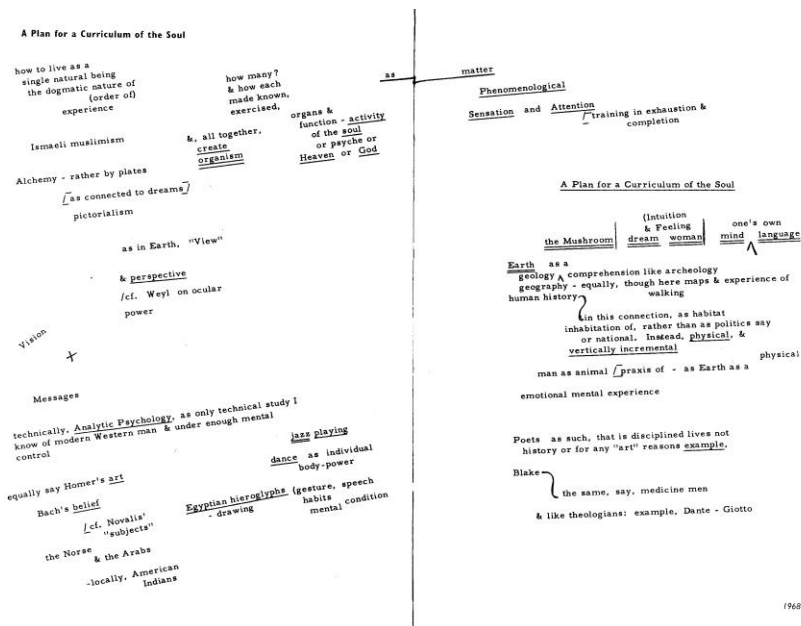 A Plan for a Curriculum of the Soul
how to live as a
single natural being
the dogmatic nature of
(order of)
experience
how many?
& how each
made known,
exercised,
Ismaeli muslimism
&, all together,
create
organism
organs &
function - activity
of the soul
or psyche or
Heaven or God
Alchemy - rather by plates
[as connected to dreams]
pictorialism
as in Earth, "View"
& perspective
/cf. Weyl on ocular
power
Vision
+
Messages
technically, Analytic Psychology, as only technical study I
know of modern Western man & under enough mental
control
jazz playing
dance as individual
body-power
equally say Homer's art
Bach's belief
/cf. Novalis'
"subjects"
Egyptian hieroglyphs (gesture, speech
- drawing habits
mental condition
the Norse
& the Arabs
-locally, American
Indians
as matter
Phenomenological
Sensation and Attention
[training in exhaustion &
completion
A Plan for a Curriculum of the Soul
(Intuition
& Feeling
one's own
the Mushroom dream woman mind ^ language
Earth as a
geology ^ comprehension like archeology
geography - equally, though here maps & experience of
human history walking
in this connection, as habitat
inhabitation of, rather than as politics say
or national. Instead, physical, &
vertically incremental
physical
man as animal [praxis of - as Earth as a
emotional mental experience
Poets as such, that is disciplined lives not
history or for any "art" reasons example,
Blake
the same, say, medicine men
& like theologians: example, Dante - Giotto
1968